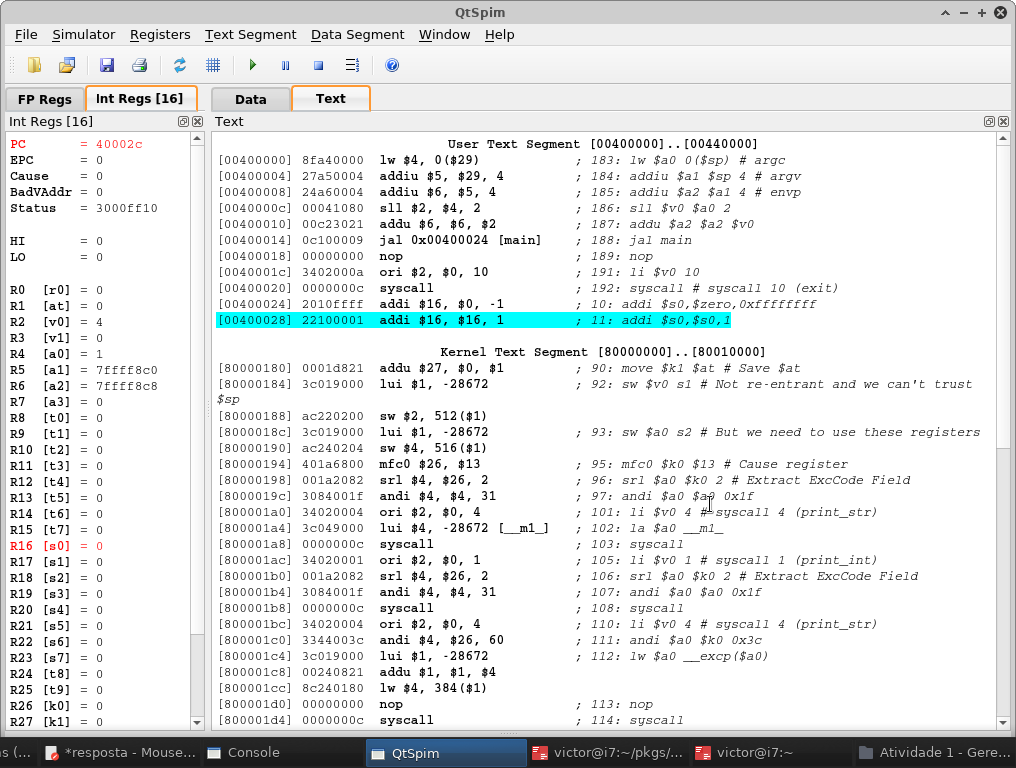 QtSpim
File Simulator Registers Text Segment Data Segment Window Help
FP Regs Int Regs [16] Data Text
Int Regs [16]
PC = 40002c
EPC = 0
Cause = 0
BadVAddr = 0
Status = 3000ff10
HI = 0
LO = 0
R0 [r0] = 0
R1 [at] = 0
R2 [v0] = 4
R3 [v1] = 0
R4 [a0] = 1
R5 [a1] = 7ffff8c0
R6 [a2] = 7ffff8c8
R7 [a3] = 0
R8 [t0] = 0
R9 [t1] = 0
R10 [t2] = 0
R11 [t3] = 0
R12 [t4] = 0
R13 [t5] = 0
R14 [t6] = 0
R15 [t7] = 0
R16 [s0] = 0
R17 [s1] = 0
R18 [s2] = 0
R19 [s3] = 0
R20 [s4] = 0
R21 [s5] = 0
R22 [s6] = 0
R23 [s7] = 0
R24 [t8] = 0
R25 [t9] = 0
R26 [k0] = 0
R27 [k1] = 0
Text
User Text Segment [00400000]..[00440000]
[00400000] 8fa40000 lw $4, 0($29) ; 183: lw $a0 0($sp) # argc
[00400004] 27a50004 addiu $5, $29, 4 ; 184: addiu $a1 $sp 4 # argv
[00400008] 24a60004 addiu $6, $5, 4 ; 185: addiu $a2 $a1 4 # envp
[0040000c] 00041080 sll $2, $4, 2 ; 186: sll $v0 $a0 2
[00400010] 00c23021 addu $6, $6, $2 ; 187: addu $a2 $a2 $v0
[00400014] 0c100009 jal 0x00400024 [main] ; 188: jal main
[00400018] 00000000 nop ; 189: nop
[0040001c] 3402000a ori $2, $0, 10 ; 191: li $v0 10
[00400020] 0000000c syscall ; 192: syscall # syscall 10 (exit)
[00400024] 2010ffff addi $16, $0, -1 ; 10: addi $s0,$zero,0xffffffff
[00400028] 22100001 addi $16, $16, 1 ; 11: addi $s0,$s0,1
Kernel Text Segment [80000000]..[80010000]
[80000180] 0001d821 addu $27, $0, $1 ; 90: move $k1 $at # Save $at
[80000184] 3c019000 lui $1, -28672 ; 92: sw $v0 s1 # Not re-entrant and we can't trust
$sp
[80000188] ac220200 sw $2, 512($1)
[8000018c] 3c019000 lui $1, -28672 ; 93: sw $a0 s2 # But we need to use these registers
[80000190] ac240204 sw $4, 516($1)
[80000194] 401a6800 mfc0 $26, $13 ; 95: mfc0 $k0 $13 # Cause register
[80000198] 001a2082 srl $4, $26, 2 ; 96: srl $a0 $k0 2 # Extract ExcCode Field
[8000019c] 3084001f andi $4, $4, 31 ; 97: andi $a0 $a0 0x1f
[800001a0] 34020004 ori $2, $0, 4 ; 101: li $v0 4 # syscall 4 (print_str)
[800001a4] 3c049000 lui $4, -28672 [__m1_] ; 102: la $a0 __m1_
[800001a8] 0000000c syscall ; 103: syscall
[800001ac] 34020001 ori $2, $0, 1 ; 105: li $v0 1 # syscall 1 (print_int)
[800001b0] 001a2082 srl $4, $26, 2 ; 106: srl $a0 $k0 2 # Extract ExcCode Field
[800001b4] 3084001f andi $4, $4, 31 ; 107: andi $a0 $a0 0x1f
[800001b8] 0000000c syscall ; 108: syscall
[800001bc] 34020004 ori $2, $0, 4 ; 110: li $v0 4 # syscall 4 (print_str)
[800001c0] 3344003c andi $4, $26, 60 ; 111: andi $a0 $k0 0x3c
[800001c4] 3c019000 lui $1, -28672 ; 112: lw $a0 __excp($a0)
[800001c8] 00240821 addu $1, $1, $4
[800001cc] 8c240180 lw $4, 384($1)
[800001d0] 00000000 nop ; 113: nop
[800001d4] 0000000c syscall ; 114: syscall
s (... *resposta - Mouse... Console QtSpim victor@i7:~/pkgs/... victor@i7:~ Atividade 1 - Gere...